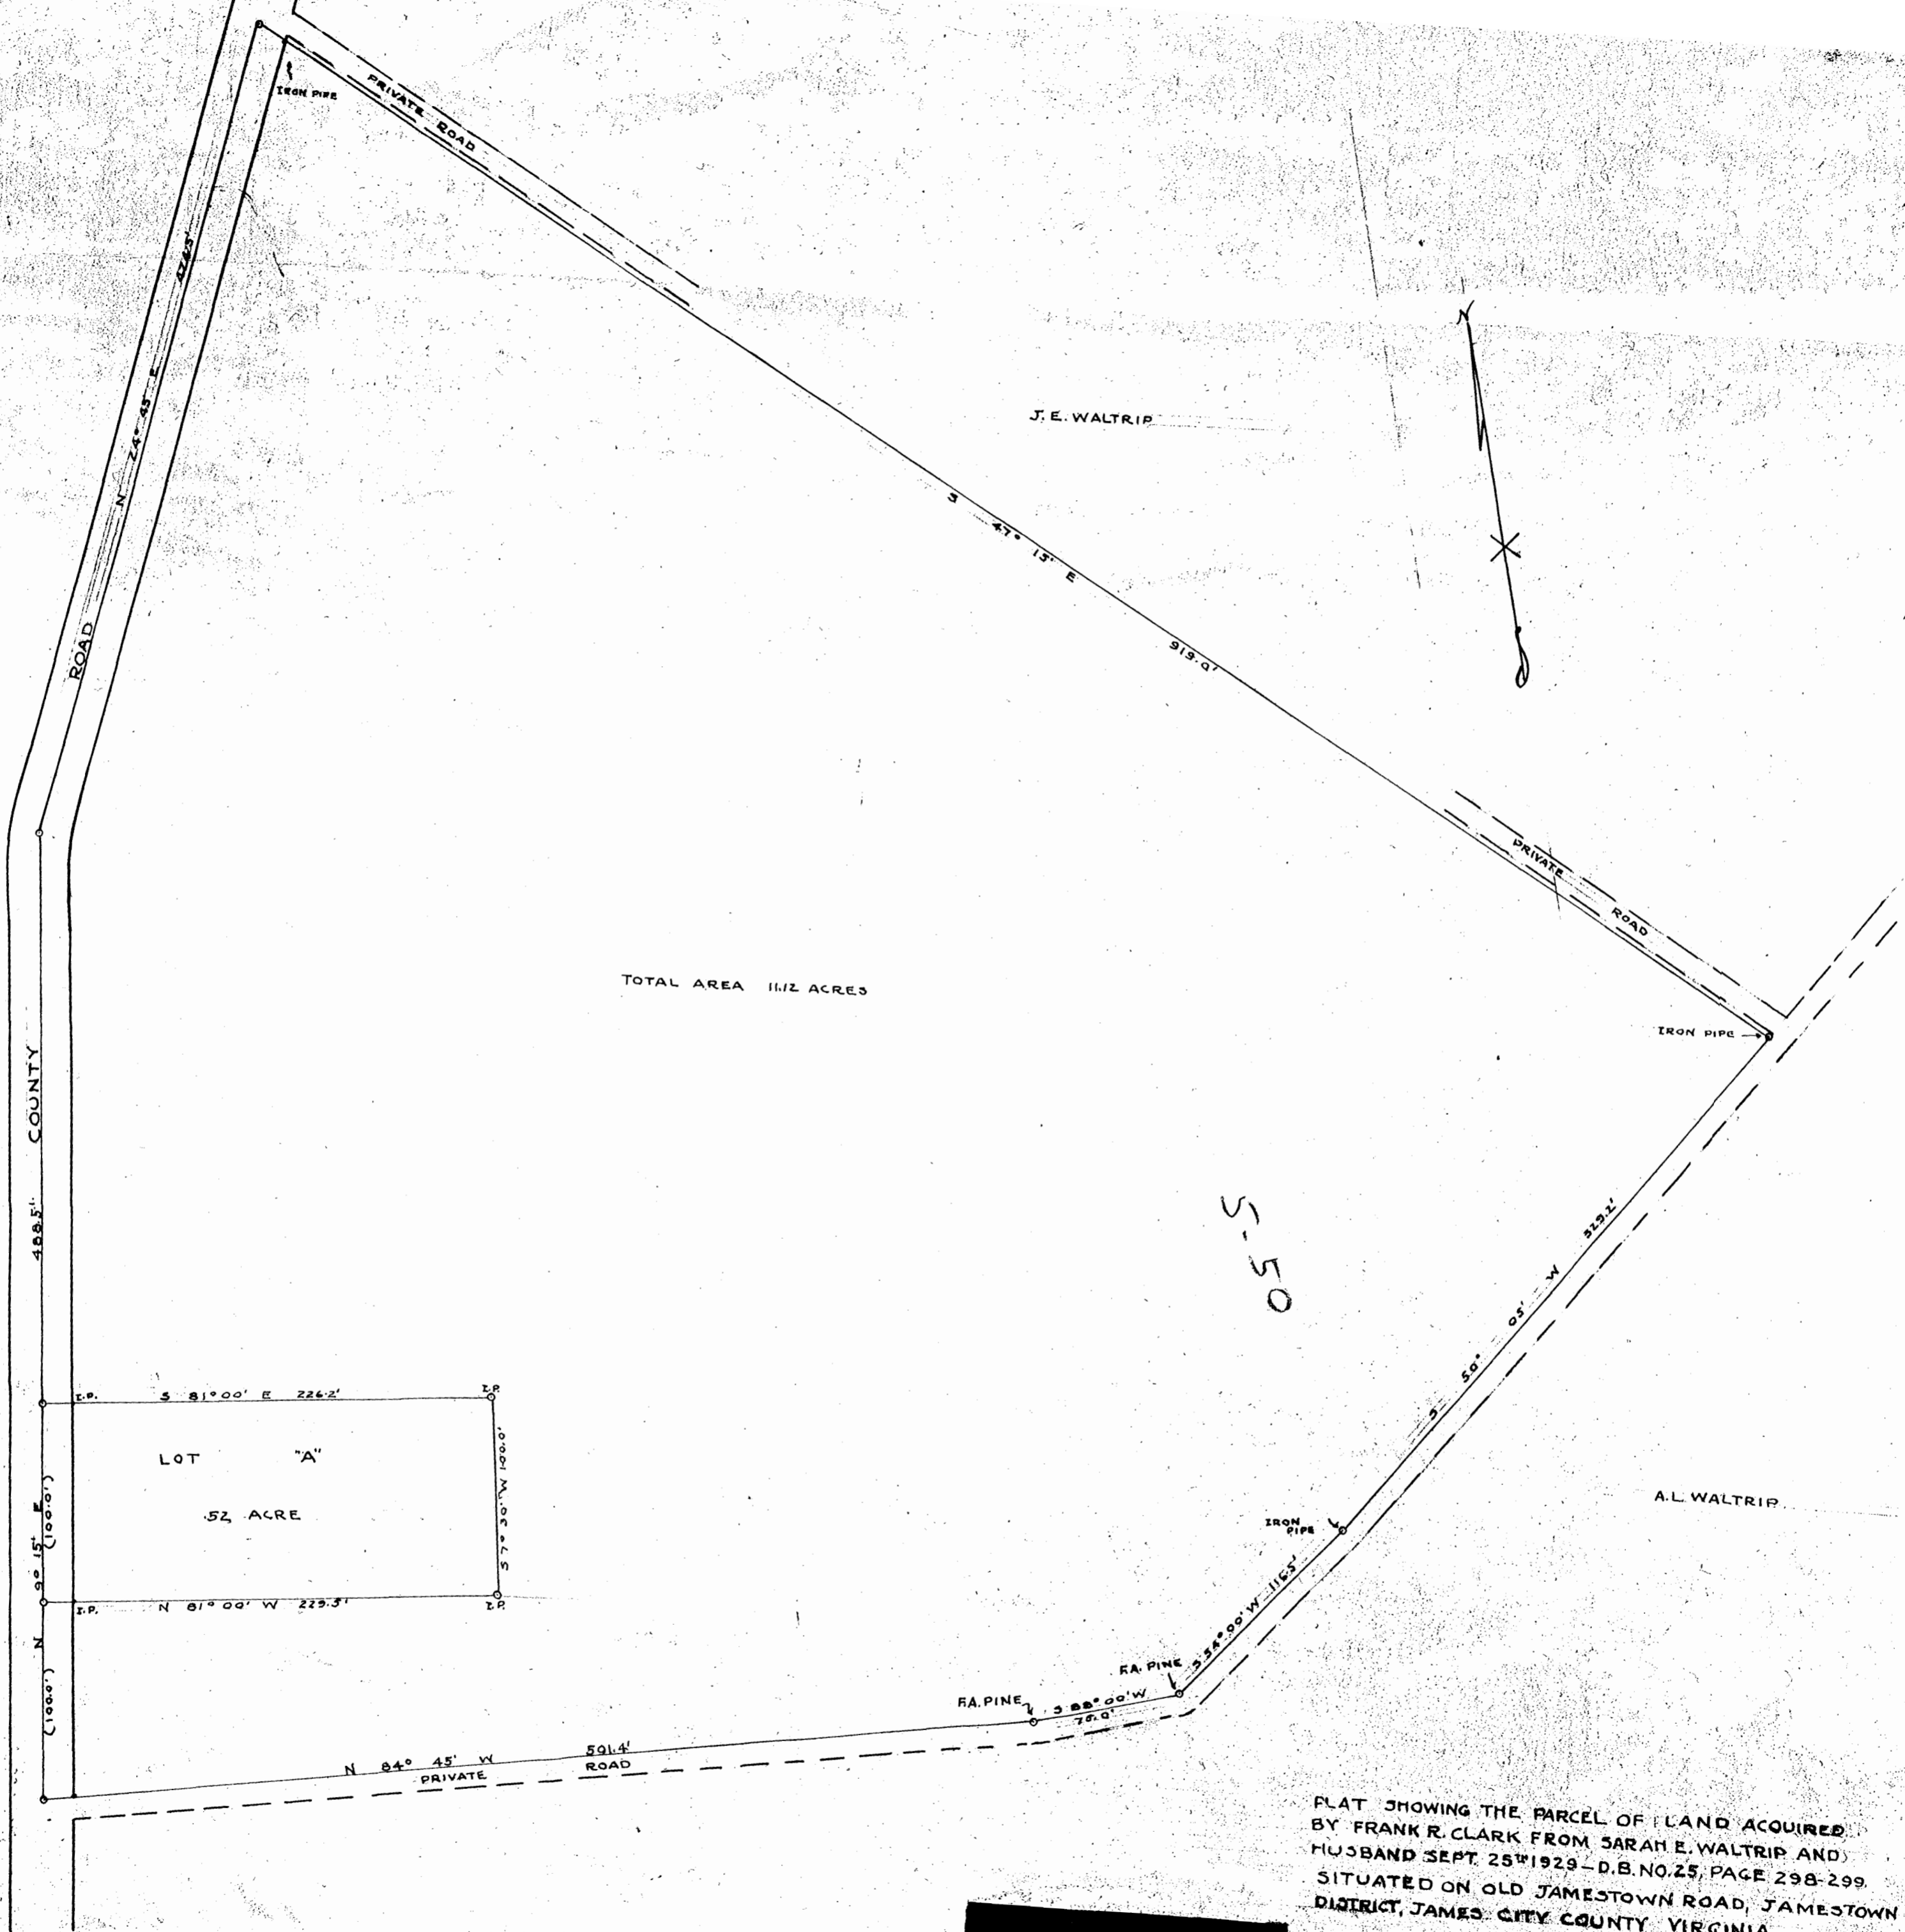 IRON PIPE
PRIVATE ROAD
N 24° 45' E
ROAD
N
J. E. WALTRIP
S 47° 15' E
919.0'
PRIVATE ROAD
TOTAL AREA 11.12 ACRES
IRON PIPE
COUNTY
488.5'
S-50
329.2'
S 50° 05' W
I.P. S 81° 00' E 226.2' I.P.
LOT "A"
.52 ACRE
S 7° 30' W 100.0'
N 9° 15' E
(100.0')
A.L. WALTRIP
IRON PIPE
I.P. N 81° 00' W 229.3' I.P.
S 54° 00' W 116.5'
F.A. PINE
F.A. PINE
S 88° 00' W
(100.0')
N 84° 45' W 501.4'
PRIVATE ROAD
PLAT SHOWING THE PARCEL OF LAND ACQUIRED
BY FRANK R. CLARK FROM SARAH E. WALTRIP AND
HUSBAND SEPT. 25TH 1929 – D.B. NO. 25, PAGE 298-299.
SITUATED ON OLD JAMESTOWN ROAD, JAMESTOWN
DISTRICT, JAMES CITY COUNTY, VIRGINIA